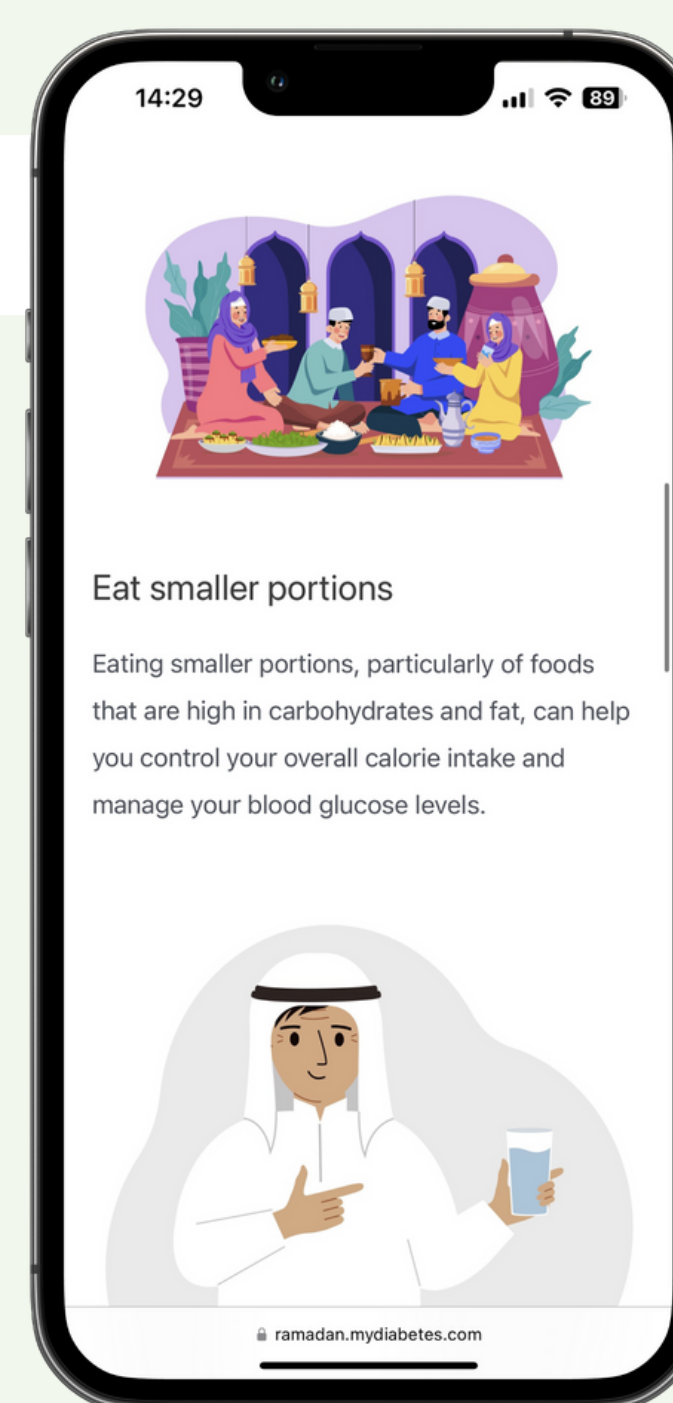 14:29
89
Eat smaller portions
Eating smaller portions, particularly of foods
that are high in carbohydrates and fat, can help
you control your overall calorie intake and
manage your blood glucose levels.
ramadan.mydiabetes.com